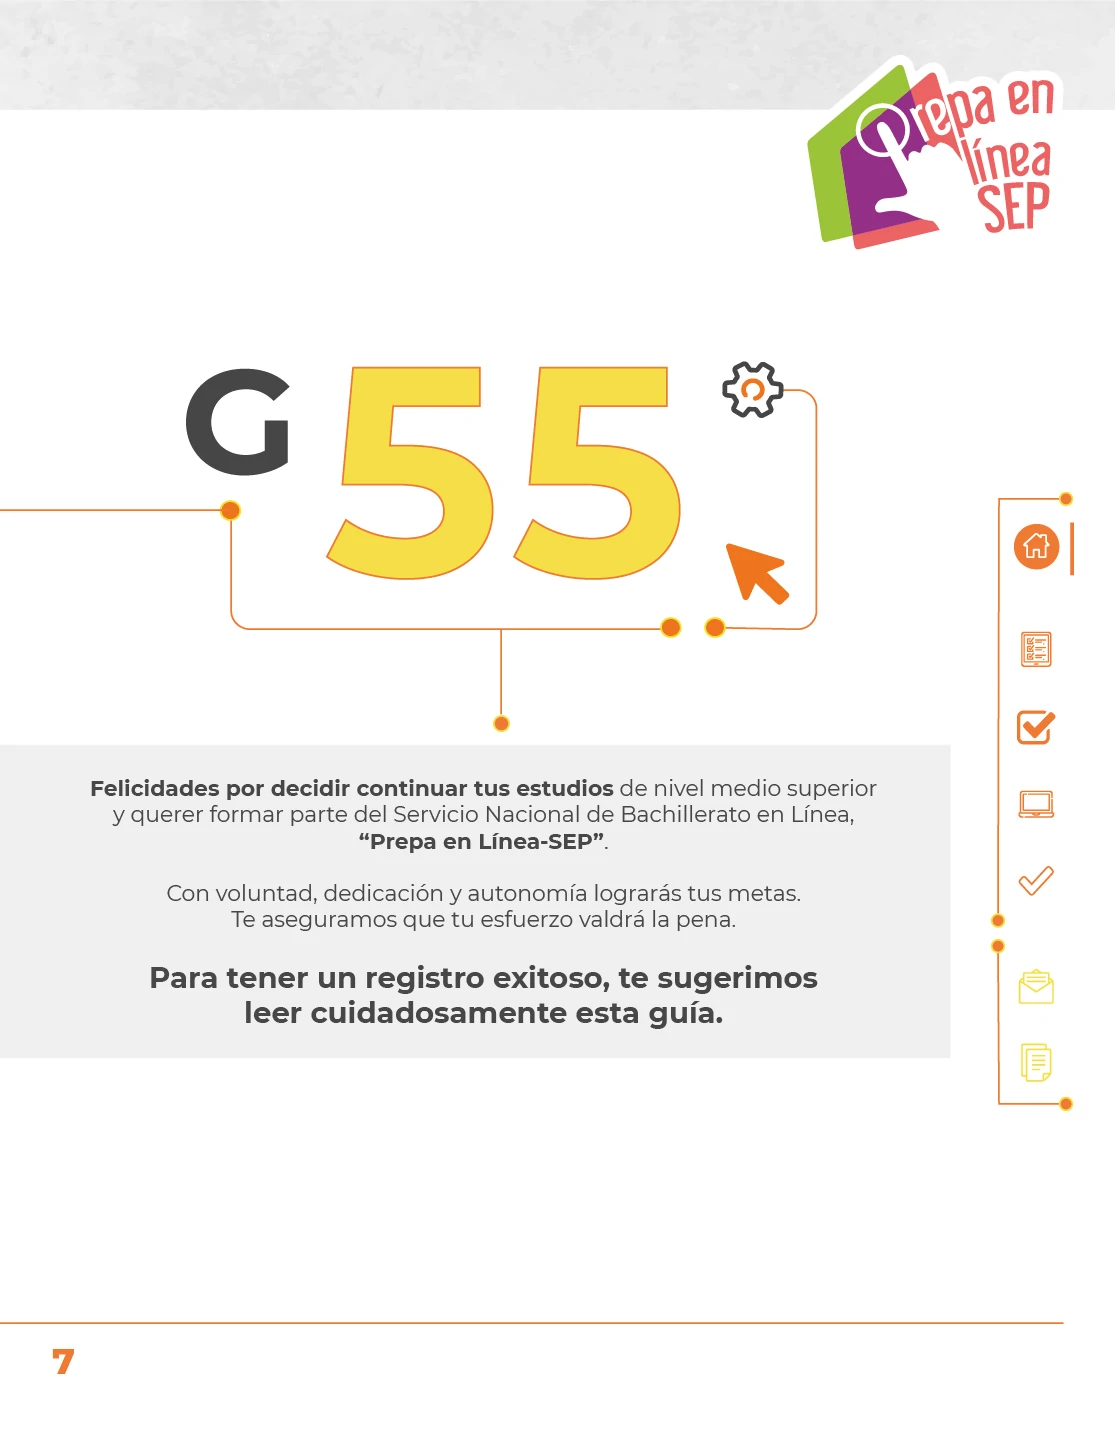 Prepa en
línea
SEP
G 55
Felicidades por decidir continuar tus estudios de nivel medio superior
y querer formar parte del Servicio Nacional de Bachillerato en Línea,
“Prepa en Línea-SEP”.
Con voluntad, dedicación y autonomía lograrás tus metas.
Te aseguramos que tu esfuerzo valdrá la pena.
Para tener un registro exitoso, te sugerimos
leer cuidadosamente esta guía.
7